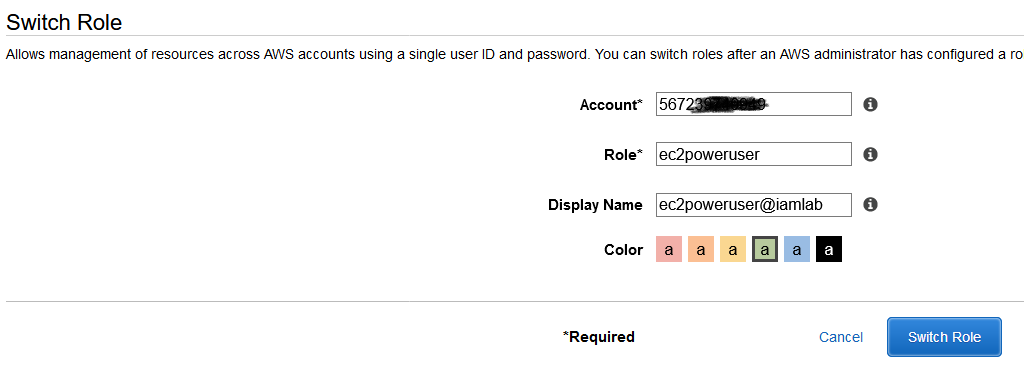 Switch Role
Allows management of resources across AWS accounts using a single user ID and password. You can switch roles after an AWS administrator has configured a ro
Account*
Role* ec2poweruser
Display Name ec2poweruser@iamlab
Color a a a a a a
*Required Cancel Switch Role